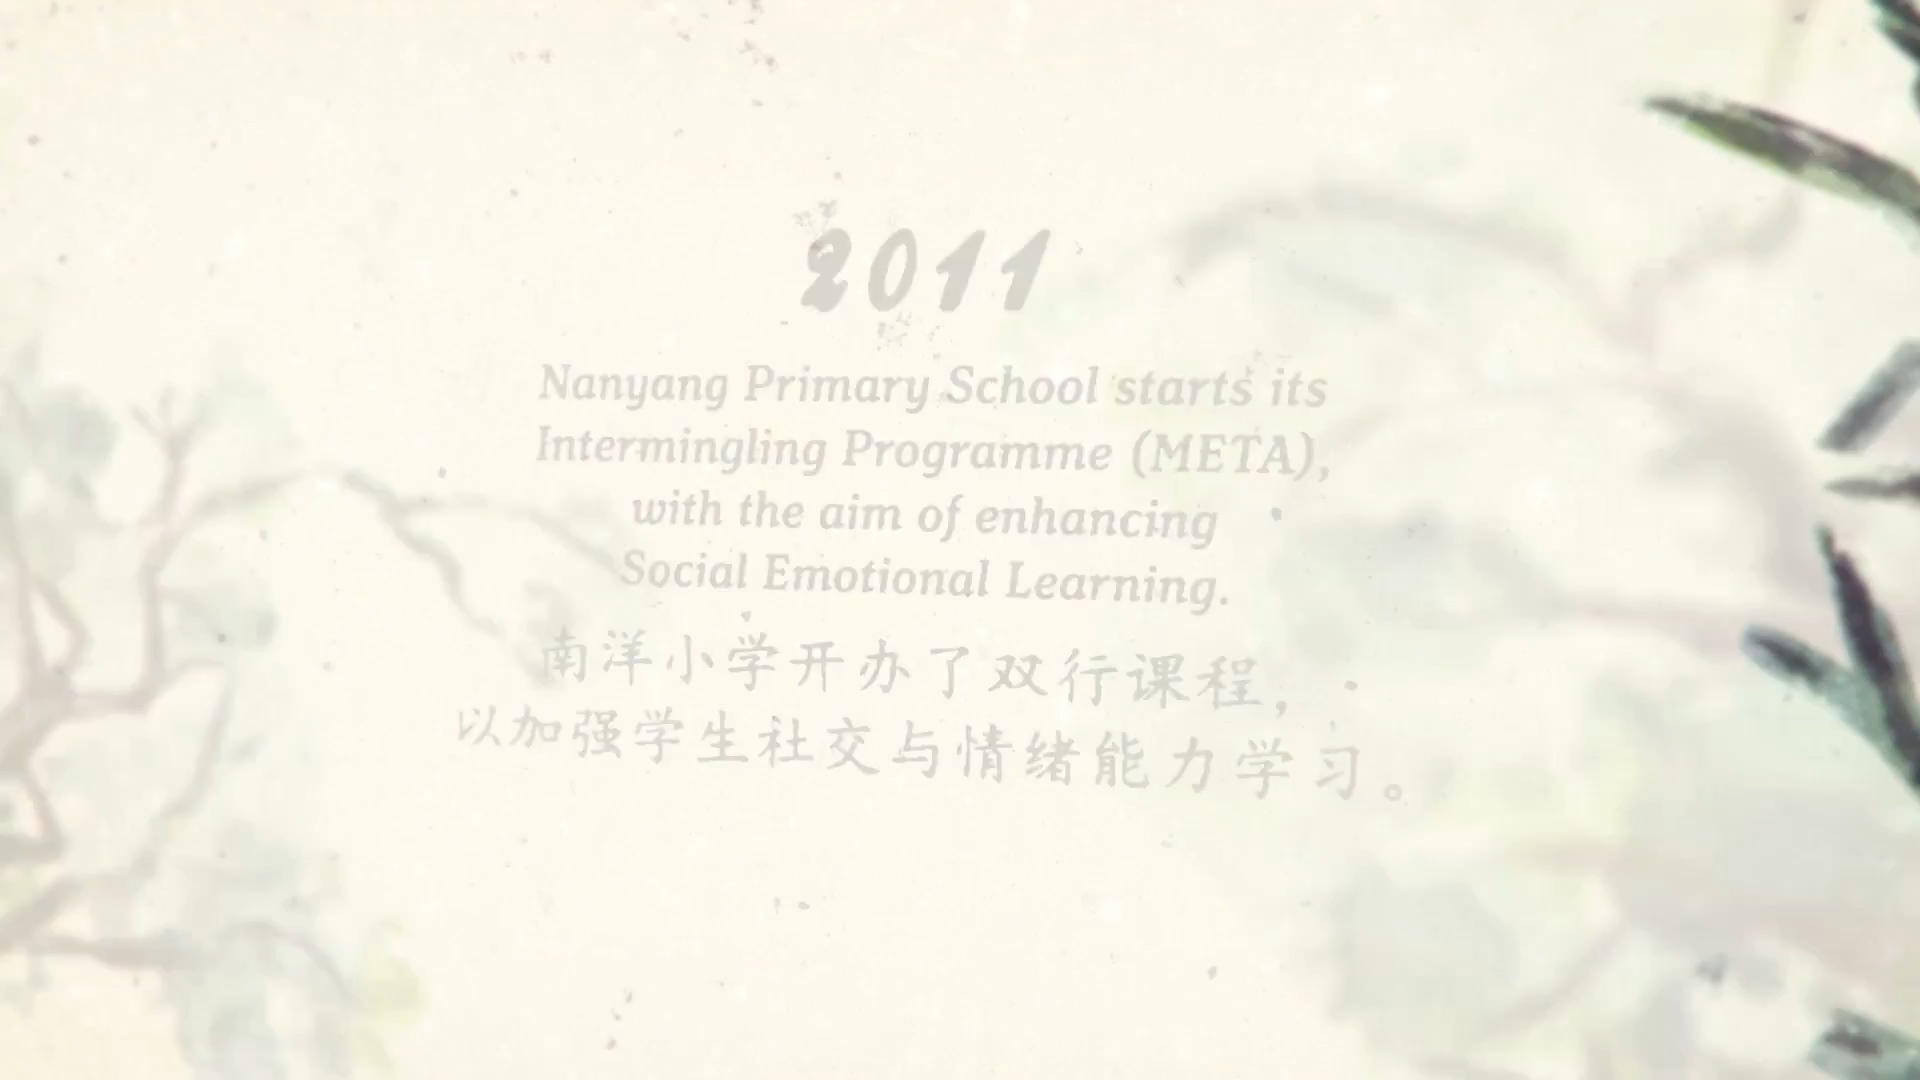 2011
Nanyang Primary School starts its
Intermingling Programme (META),
with the aim of enhancing
Social Emotional Learning.
南洋小学开办了双行课程，
以加强学生社交与情绪能力学习。